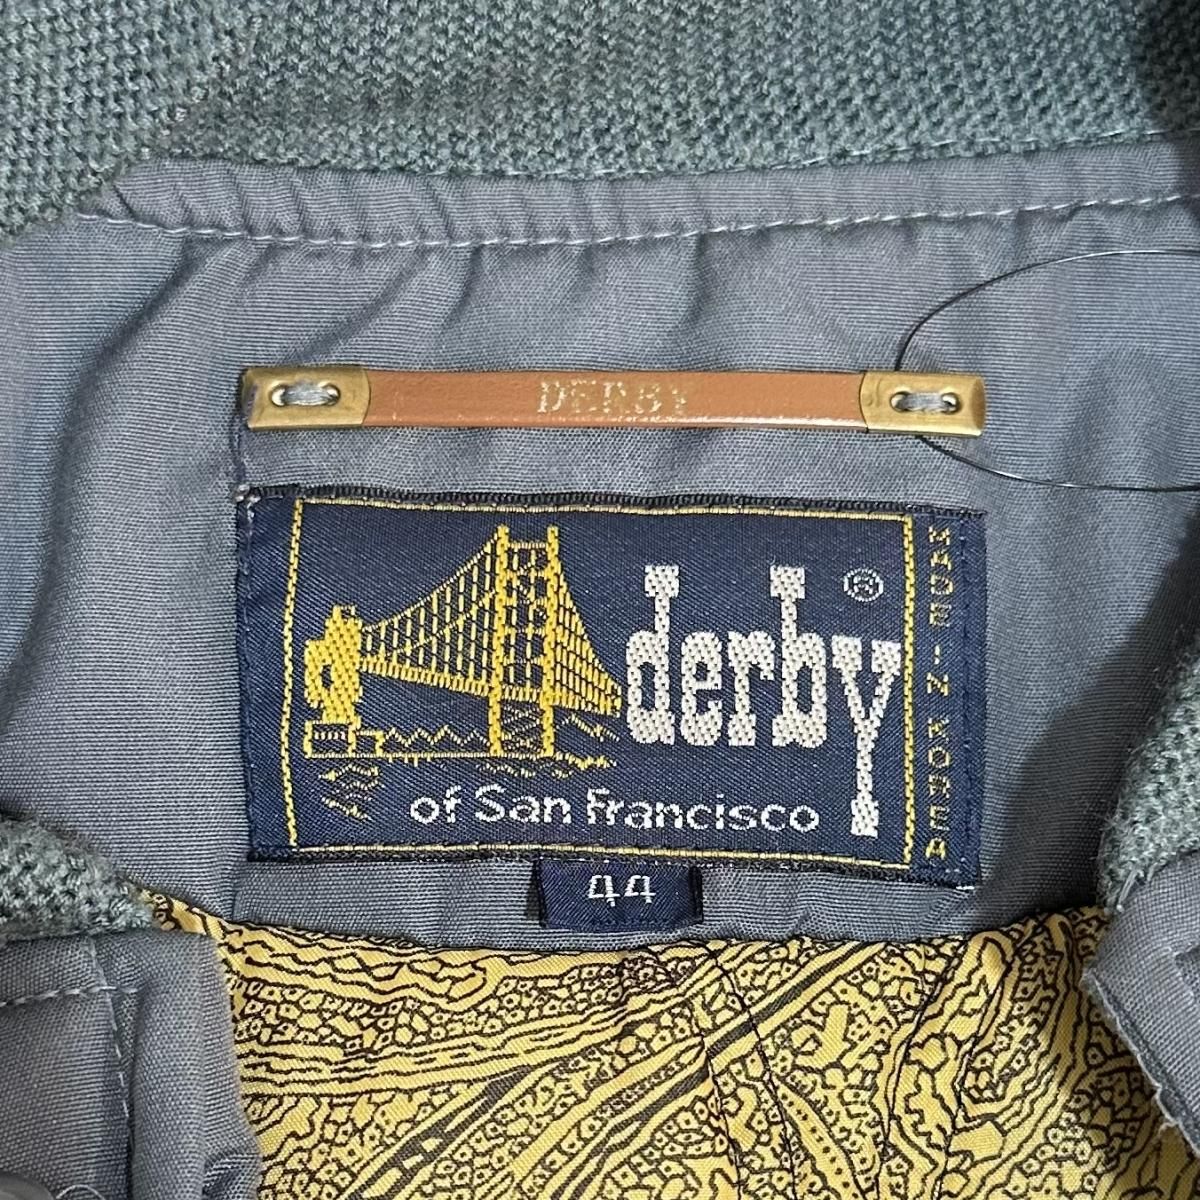 DERBY
derby®
of San Francisco
MADE IN KOREA
44